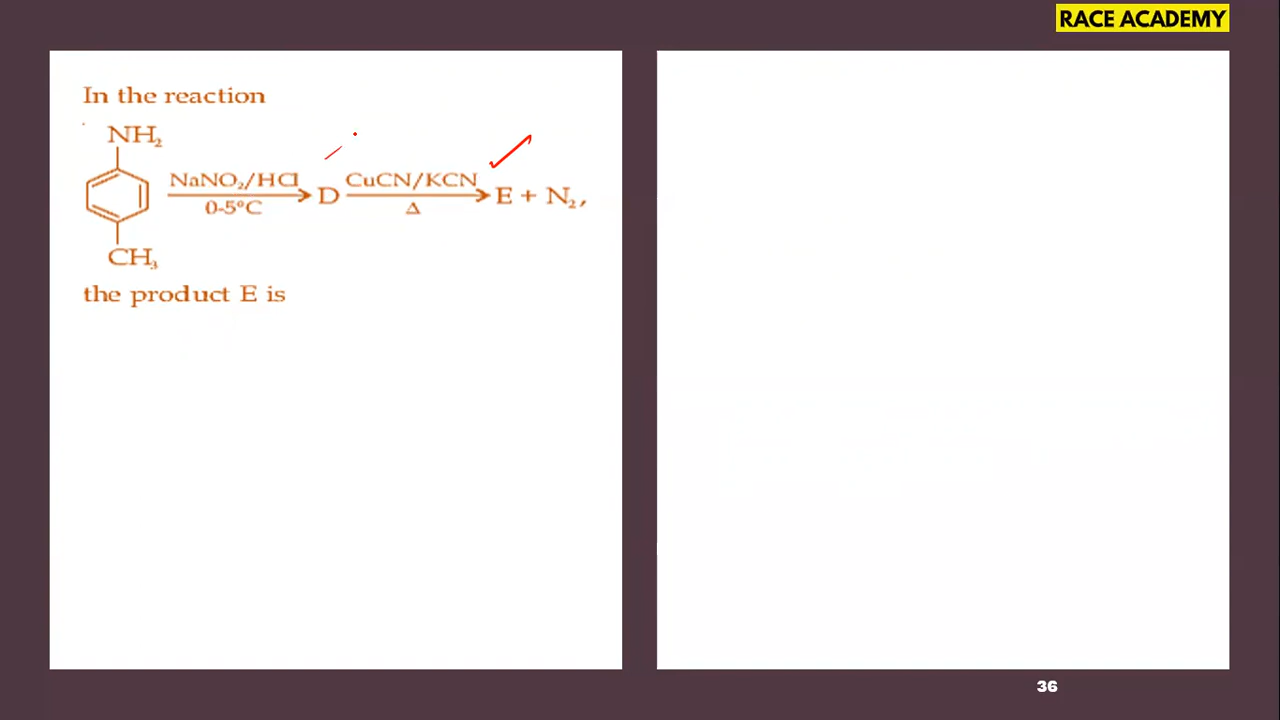 RACE ACADEMY
In the reaction
NH₂
NaNO₂/HCl
0-5°C
D
CuCN/KCN
Δ
E + N₂,
CH₃
the product E is
36